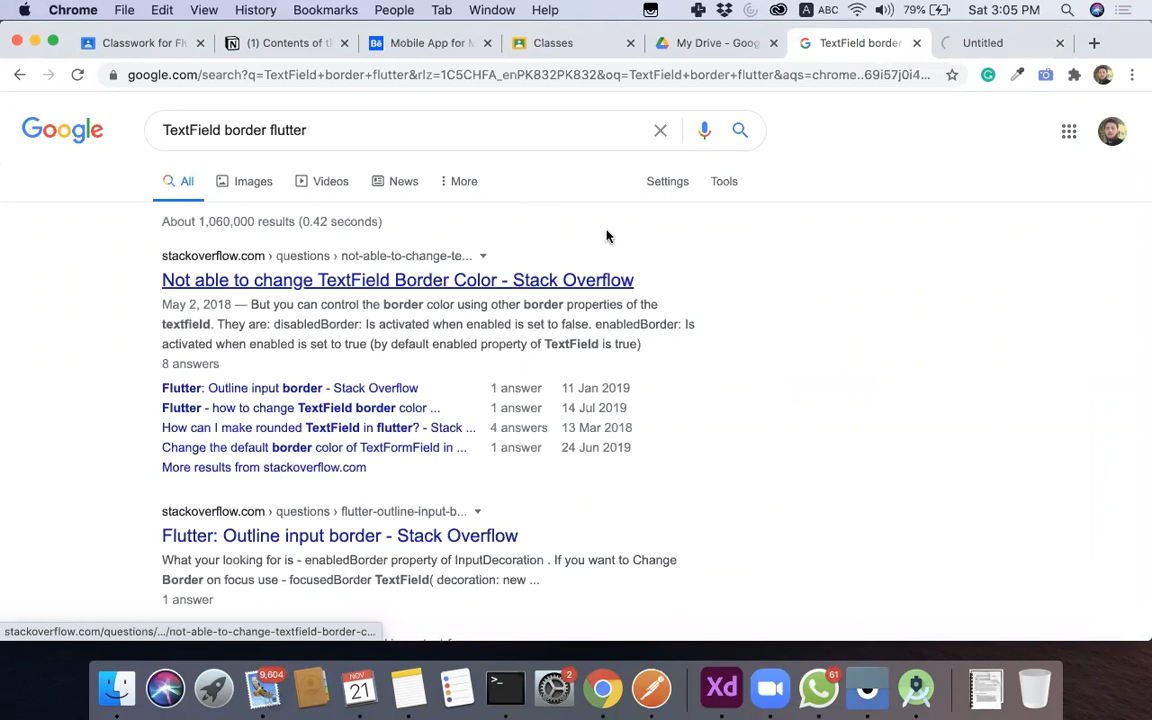 Chrome File Edit View History Bookmarks People Tab Window Help A ABC 79% Sat 3:05 PM
Classwork for Fl
(1) Contents of t
Mobile App for M
Classes
My Drive - Goog
TextField border
Untitled
google.com/search?q=TextField+border+flutter&rlz=1C5CHFA_enPK832PK832&oq=TextField+border+flutter&aqs=chrome..69i57j0i4...
Google
TextField border flutter
All Images Videos News More Settings Tools
About 1,060,000 results (0.42 seconds)
stackoverflow.com › questions › not-able-to-change-te...
Not able to change TextField Border Color - Stack Overflow
May 2, 2018 — But you can control the border color using other border properties of the
textfield. They are: disabledBorder: Is activated when enabled is set to false. enabledBorder: Is
activated when enabled is set to true (by default enabled property of TextField is true)
8 answers
Flutter: Outline input border - Stack Overflow 1 answer 11 Jan 2019
Flutter - how to change TextField border color ... 1 answer 14 Jul 2019
How can I make rounded TextField in flutter? - Stack ... 4 answers 13 Mar 2018
Change the default border color of TextFormField in ... 1 answer 24 Jun 2019
More results from stackoverflow.com
stackoverflow.com › questions › flutter-outline-input-b...
Flutter: Outline input border - Stack Overflow
What your looking for is - enabledBorder property of InputDecoration . If you want to Change
Border on focus use - focusedBorder TextField( decoration: new ...
1 answer
stackoverflow.com/questions/.../not-able-to-change-textfield-border-c...
9,604
NOV
21
>_
2
Xd
61